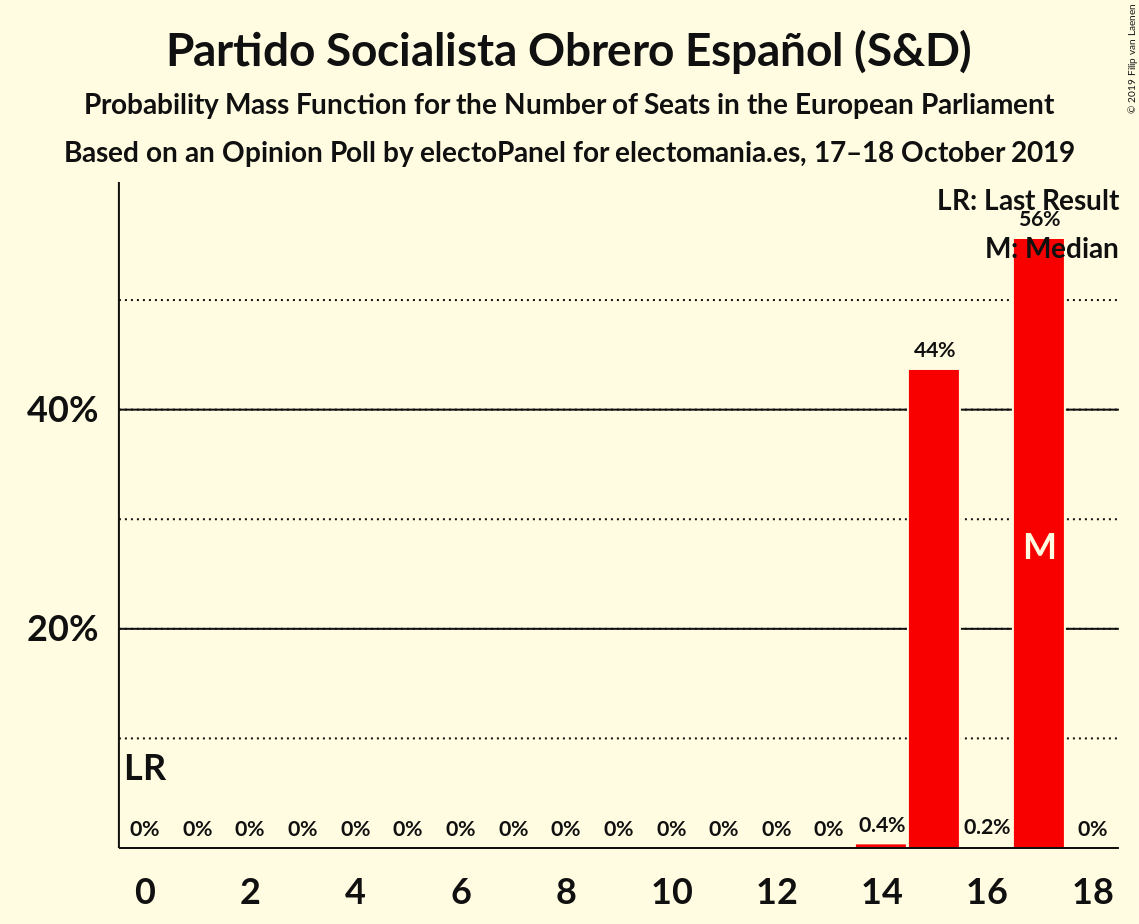 Partido Socialista Obrero Español (S&D)
Probability Mass Function for the Number of Seats in the European Parliament
Based on an Opinion Poll by electoPanel for electomania.es, 17–18 October 2019
© 2019 Filip van Laenen
LR: Last Result
56%
M: Median
44%
40%
M
20%
LR
0% 0% 0% 0% 0% 0% 0% 0% 0% 0% 0% 0% 0% 0% 0.4% 0.2% 0%
0 2 4 6 8 10 12 14 16 18